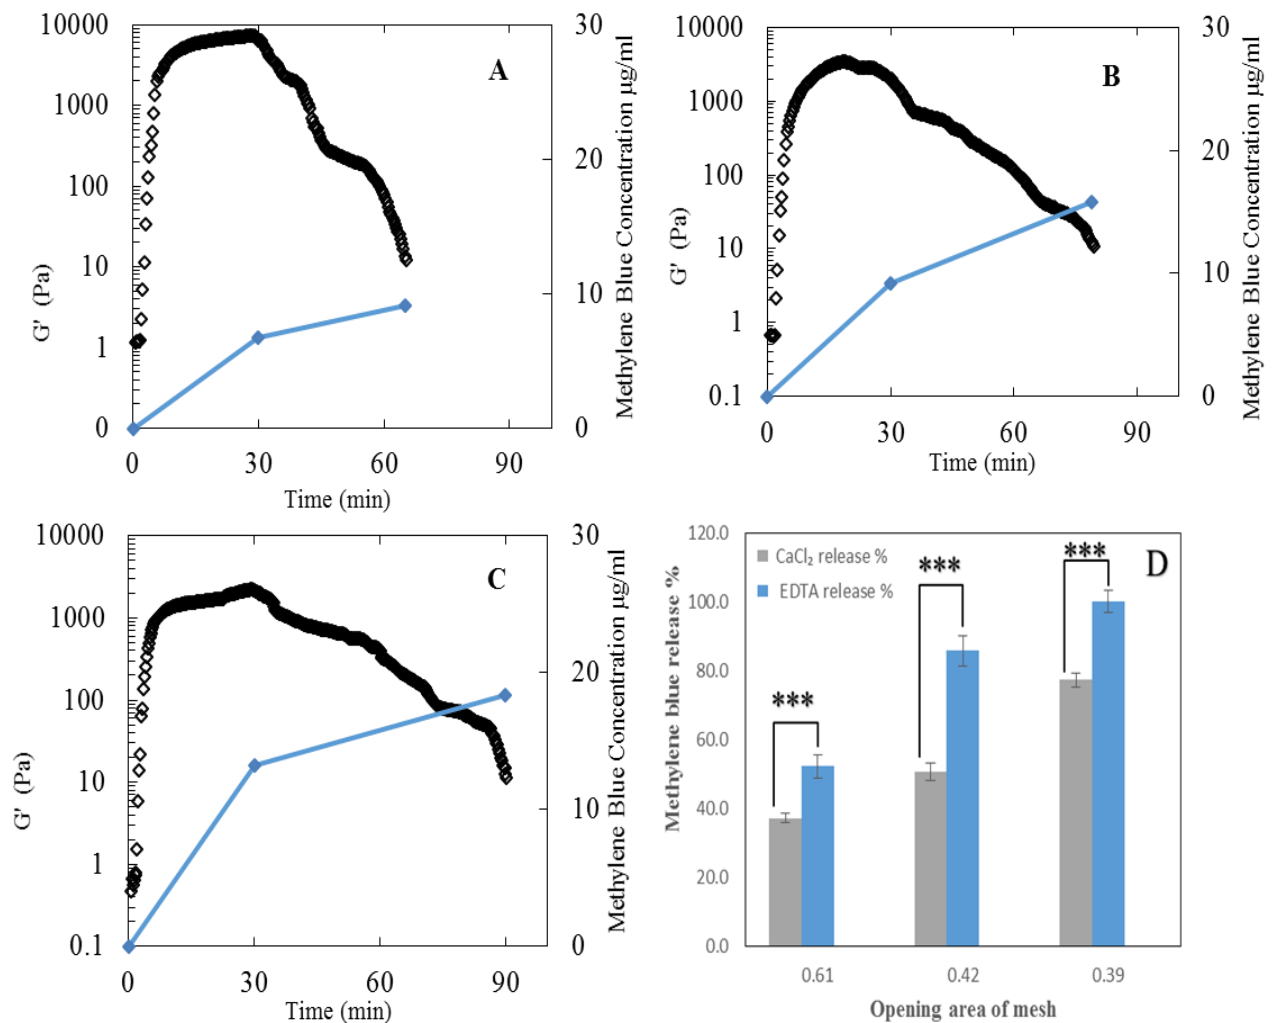 A
10000
1000
100
10
1
0
G' (Pa)
30
20
10
0
Methylene Blue Concentration µg/ml
0 30 60 90
Time (min)
B
10000
1000
100
10
1
0.1
G' (Pa)
30
20
10
0
Methylene Blue Concentration µg/ml
0 30 60 90
Time (min)
C
10000
1000
100
10
1
0.1
G' (Pa)
30
20
10
0
Methylene Blue Concentration µg/ml
0 30 60 90
Time (min)
D
120.0
100.0
80.0
60.0
40.0
20.0
0.0
Methylene blue release %
CaCl₂ release %
EDTA release %
***
***
***
0.61 0.42 0.39
Opening area of mesh